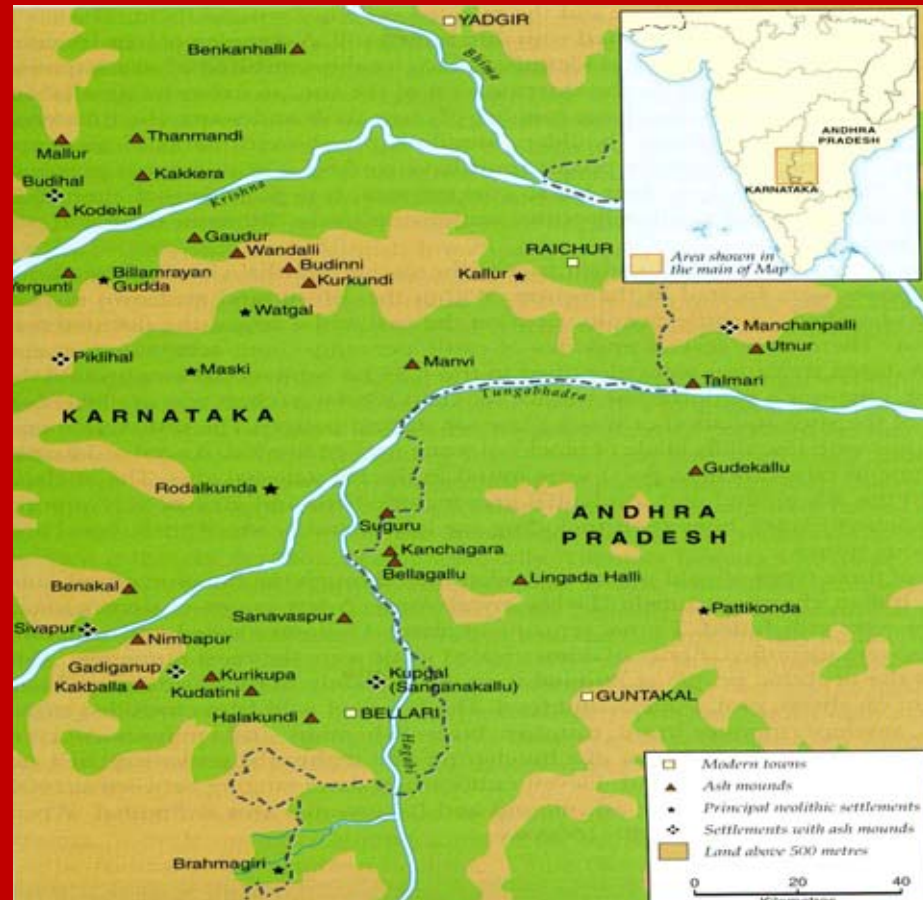 YADGIR
Benkanhalli
Bhima
Mallur
Thanmandi
Kakkera
Budihal
Kodekal
Krishna
Gaudur
Wandalli
Budinni
Kurkundi
Vergunti
Billamrayan
Gudda
Watgal
RAICHUR
Kallur
ANDHRA
PRADESH
KARNATAKA
Area shown in
the main of Map
Manchanpalli
Utnur
Piklihal
Maski
Manvi
Talmari
Tungabhadra
KARNATAKA
Rodalkunda
Gudekallu
ANDHRA
PRADESH
Suguru
Kanchagara
Bellagallu
Lingada Halli
Benakal
Sanavaspur
Pattikonda
Sivapur
Nimbapur
Gadiganup
Kurikupa
Kakballa
Kudatini
Kupgal
(Sanganakallu)
GUNTAKAL
Halakundi
BELLARI
Hagari
Brahmagiri
Modern towns
Ash mounds
Principal neolithic settlements
Settlements with ash mounds
Land above 500 metres
0 20 40
Kilometres